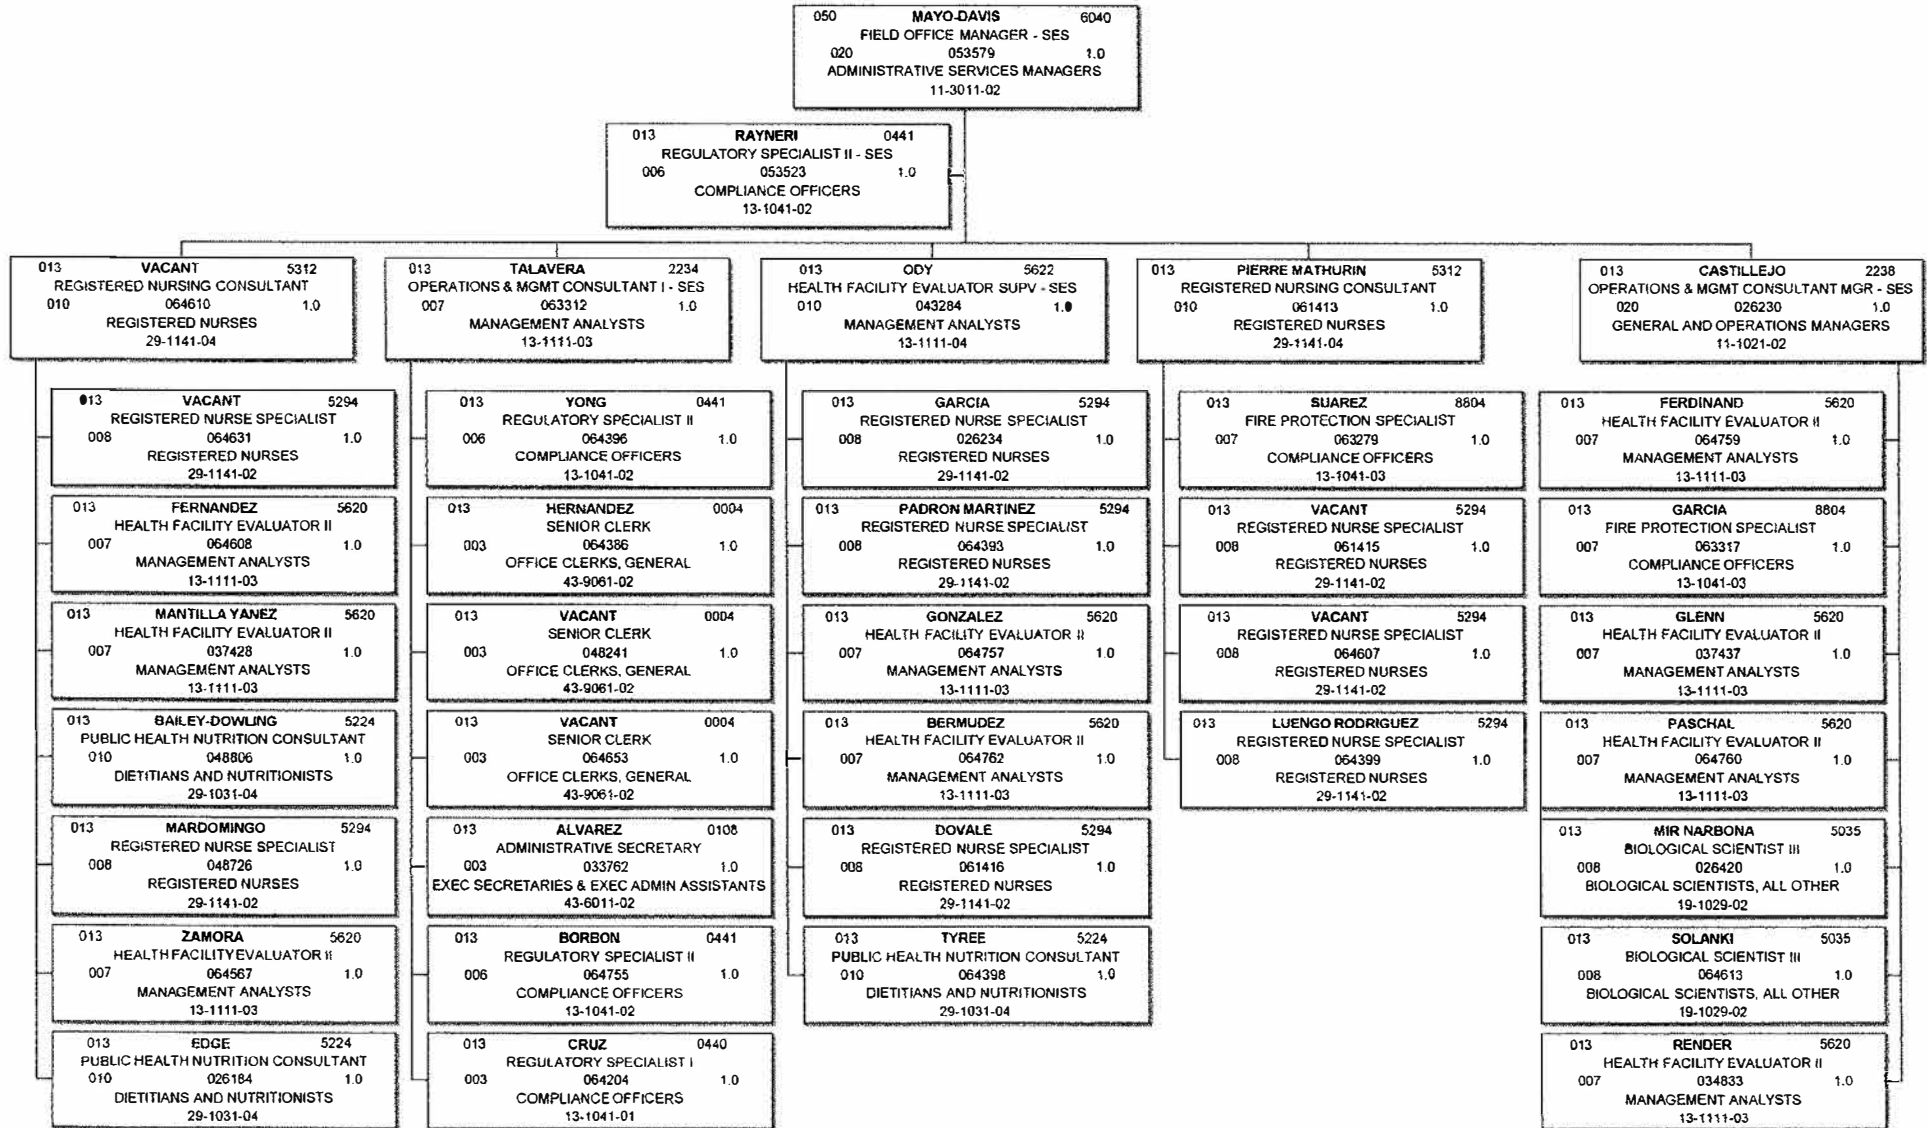 050 MAYO-DAVIS 6040
FIELD OFFICE MANAGER - SES
020 053579 1.0
ADMINISTRATIVE SERVICES MANAGERS
11-3011-02
013 RAYNERI 0441
REGULATORY SPECIALIST II - SES
006 053523 1.0
COMPLIANCE OFFICERS
13-1041-02
013 VACANT 5312
REGISTERED NURSING CONSULTANT
010 064610 1.0
REGISTERED NURSES
29-1141-04
013 VACANT 5294
REGISTERED NURSE SPECIALIST
008 064631 1.0
REGISTERED NURSES
29-1141-02
013 FERNANDEZ 5620
HEALTH FACILITY EVALUATOR II
007 064608 1.0
MANAGEMENT ANALYSTS
13-1111-03
013 MANTILLA YANEZ 5620
HEALTH FACILITY EVALUATOR II
007 037428 1.0
MANAGEMENT ANALYSTS
13-1111-03
013 BAILEY-DOWLING 5224
PUBLIC HEALTH NUTRITION CONSULTANT
010 048806 1.0
DIETITIANS AND NUTRITIONISTS
29-1031-04
013 MARDOMINGO 5294
REGISTERED NURSE SPECIALIST
008 048726 1.0
REGISTERED NURSES
29-1141-02
013 ZAMORA 5620
HEALTH FACILITY EVALUATOR II
007 064567 1.0
MANAGEMENT ANALYSTS
13-1111-03
013 EDGE 5224
PUBLIC HEALTH NUTRITION CONSULTANT
010 026184 1.0
DIETITIANS AND NUTRITIONISTS
29-1031-04
013 TALAVERA 2234
OPERATIONS & MGMT CONSULTANT I - SES
007 063312 1.0
MANAGEMENT ANALYSTS
13-1111-03
013 YONG 0441
REGULATORY SPECIALIST II
006 064396 1.0
COMPLIANCE OFFICERS
13-1041-02
013 HERNANDEZ 0004
SENIOR CLERK
003 064386 1.0
OFFICE CLERKS, GENERAL
43-9061-02
013 VACANT 0004
SENIOR CLERK
003 048241 1.0
OFFICE CLERKS, GENERAL
43-9061-02
013 VACANT 0004
SENIOR CLERK
003 064653 1.0
OFFICE CLERKS, GENERAL
43-9061-02
013 ALVAREZ 0108
ADMINISTRATIVE SECRETARY
003 033762 1.0
EXEC SECRETARIES & EXEC ADMIN ASSISTANTS
43-6011-02
013 BORBON 0441
REGULATORY SPECIALIST II
006 064755 1.0
COMPLIANCE OFFICERS
13-1041-02
013 CRUZ 0440
REGULATORY SPECIALIST I
003 064204 1.0
COMPLIANCE OFFICERS
13-1041-01
013 ODY 5622
HEALTH FACILITY EVALUATOR SUPV - SES
010 043284 1.0
MANAGEMENT ANALYSTS
13-1111-04
013 GARCIA 5294
REGISTERED NURSE SPECIALIST
008 026234 1.0
REGISTERED NURSES
29-1141-02
013 PADRON MARTINEZ 5294
REGISTERED NURSE SPECIALIST
008 064393 1.0
REGISTERED NURSES
29-1141-02
013 GONZALEZ 5620
HEALTH FACILITY EVALUATOR II
007 064757 1.0
MANAGEMENT ANALYSTS
13-1111-03
013 BERMUDEZ 5620
HEALTH FACILITY EVALUATOR II
007 064762 1.0
MANAGEMENT ANALYSTS
13-1111-03
013 DOVALE 5294
REGISTERED NURSE SPECIALIST
008 061416 1.0
REGISTERED NURSES
29-1141-02
013 TYREE 5224
PUBLIC HEALTH NUTRITION CONSULTANT
010 064398 1.0
DIETITIANS AND NUTRITIONISTS
29-1031-04
013 PIERRE MATHURIN 5312
REGISTERED NURSING CONSULTANT
010 061413 1.0
REGISTERED NURSES
29-1141-04
013 SUAREZ 8804
FIRE PROTECTION SPECIALIST
007 063279 1.0
COMPLIANCE OFFICERS
13-1041-03
013 VACANT 5294
REGISTERED NURSE SPECIALIST
008 061415 1.0
REGISTERED NURSES
29-1141-02
013 VACANT 5294
REGISTERED NURSE SPECIALIST
008 064607 1.0
REGISTERED NURSES
29-1141-02
013 LUENGO RODRIGUEZ 5294
REGISTERED NURSE SPECIALIST
008 064399 1.0
REGISTERED NURSES
29-1141-02
013 CASTILLEJO 2238
OPERATIONS & MGMT CONSULTANT MGR - SES
020 026230 1.0
GENERAL AND OPERATIONS MANAGERS
11-1021-02
013 FERDINAND 5620
HEALTH FACILITY EVALUATOR II
007 064759 1.0
MANAGEMENT ANALYSTS
13-1111-03
013 GARCIA 8804
FIRE PROTECTION SPECIALIST
007 063317 1.0
COMPLIANCE OFFICERS
13-1041-03
013 GLENN 5620
HEALTH FACILITY EVALUATOR II
007 037437 1.0
MANAGEMENT ANALYSTS
13-1111-03
013 PASCHAL 5620
HEALTH FACILITY EVALUATOR II
007 064760 1.0
MANAGEMENT ANALYSTS
13-1111-03
013 MIR NARBONA 5035
BIOLOGICAL SCIENTIST III
008 026420 1.0
BIOLOGICAL SCIENTISTS, ALL OTHER
19-1029-02
013 SOLANKI 5035
BIOLOGICAL SCIENTIST III
008 064613 1.0
BIOLOGICAL SCIENTISTS, ALL OTHER
19-1029-02
013 RENDER 5620
HEALTH FACILITY EVALUATOR II
007 034833 1.0
MANAGEMENT ANALYSTS
13-1111-03